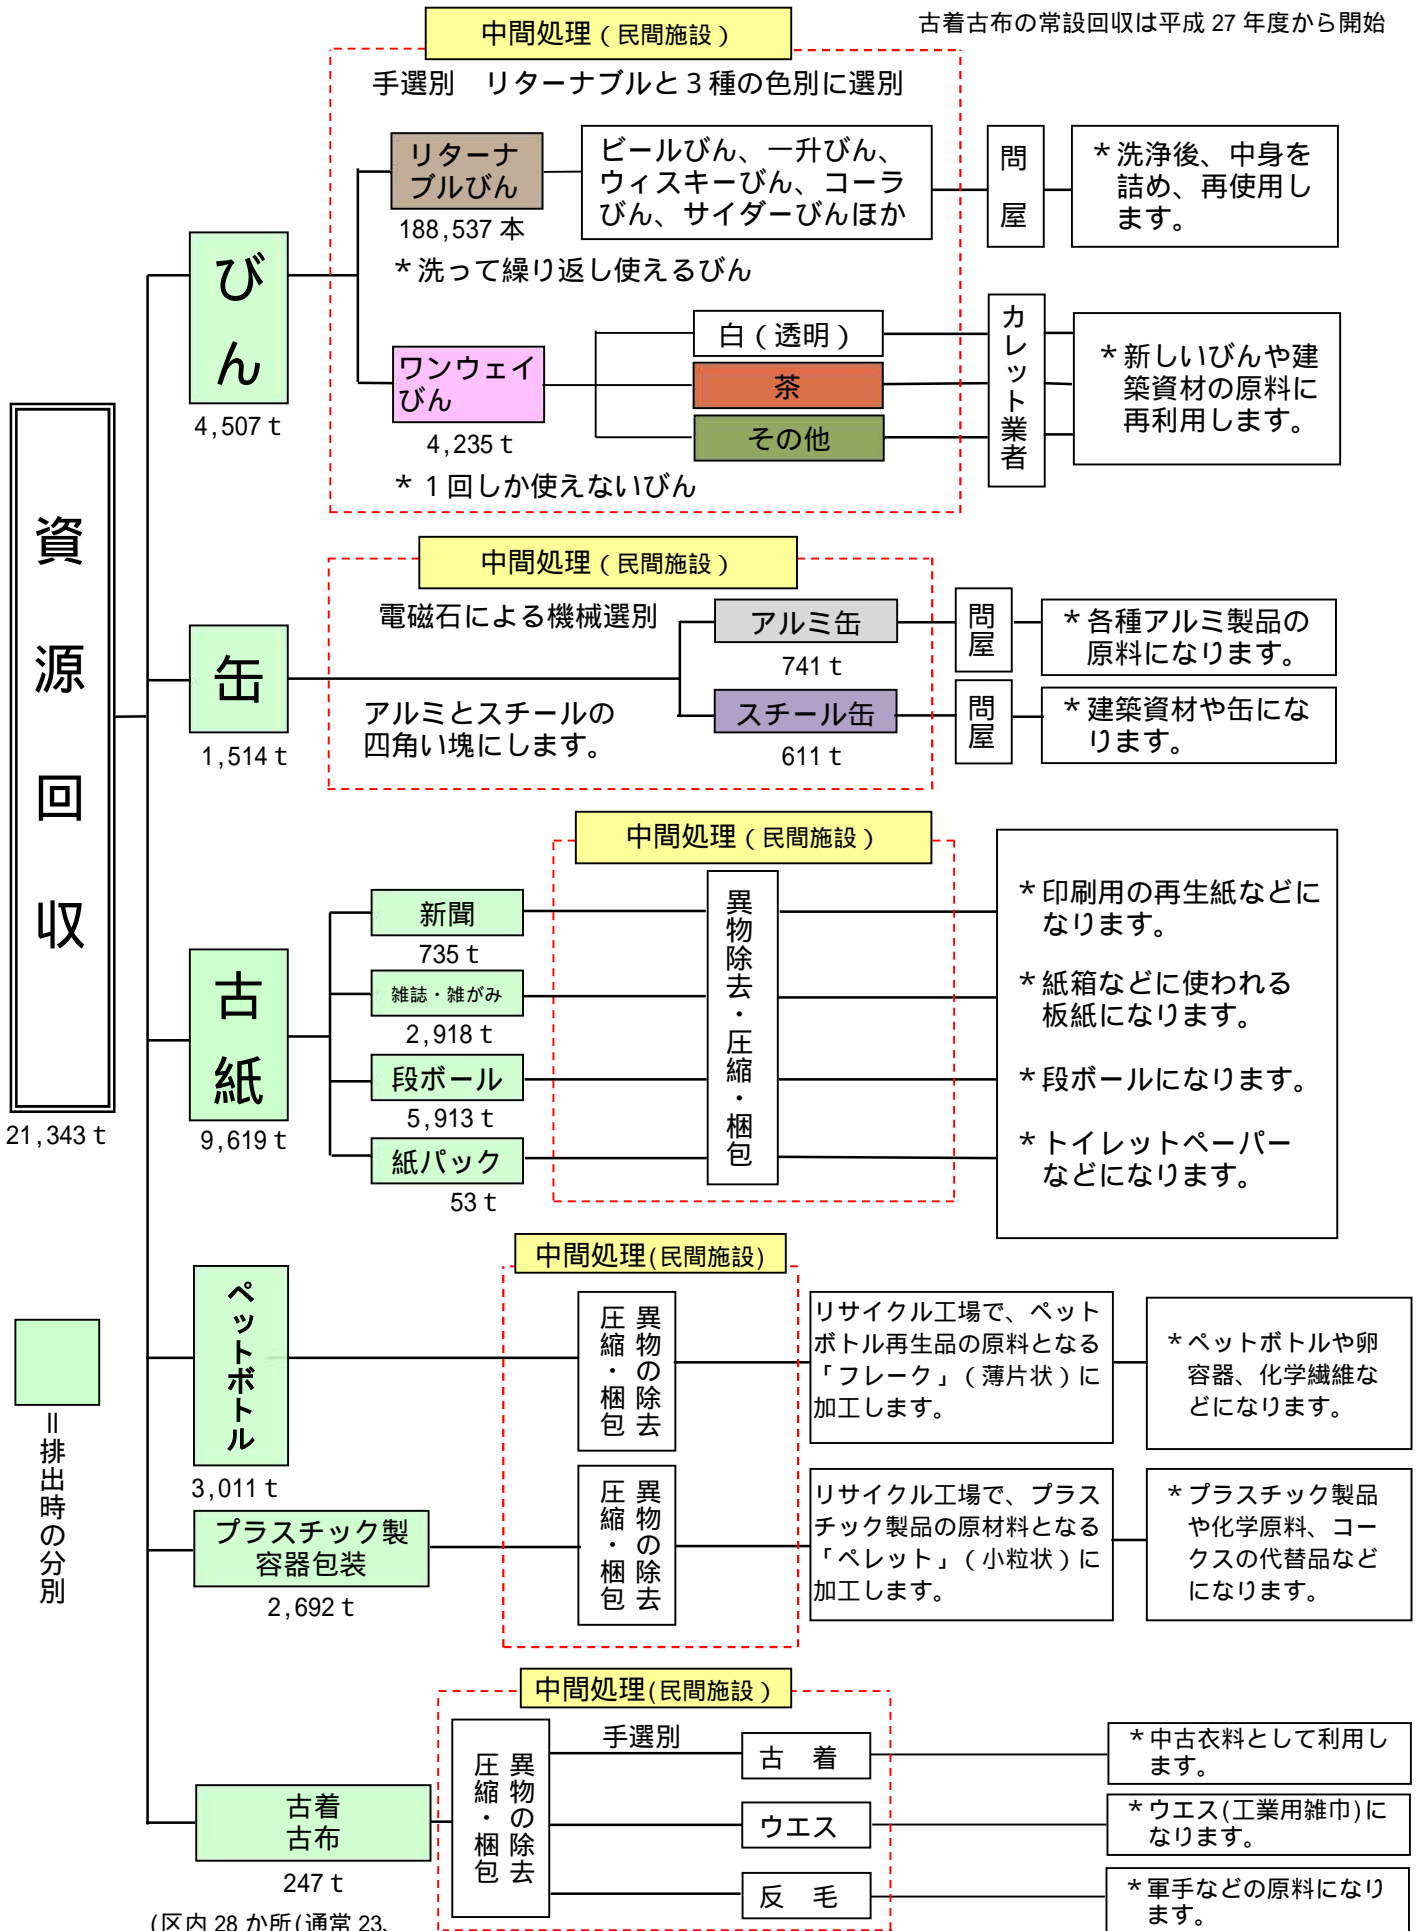 古着古布の常設回収は平成 27 年度から開始
資源回収
21,343 t
＝排出時の分別
びん
4,507 t
中間処理（民間施設）
手選別　リターナブルと３種の色別に選別
リターナ
ブルびん
188,537 本
＊洗って繰り返し使えるびん
ビールびん、一升びん、
ウィスキーびん、コーラ
びん、サイダーびんほか
問屋
＊洗浄後、中身を
詰め、再使用し
ます。
ワンウェイ
びん
4,235 t
＊１回しか使えないびん
白（透明）
茶
その他
カレット業者
＊新しいびんや建
築資材の原料に
再利用します。
缶
1,514 t
中間処理（民間施設）
電磁石による機械選別
アルミとスチールの
四角い塊にします。
アルミ缶
741 t
問屋
＊各種アルミ製品の
原料になります。
スチール缶
611 t
問屋
＊建築資材や缶にな
ります。
古紙
9,619 t
中間処理（民間施設）
新聞
735 t
雑誌・雑がみ
2,918 t
段ボール
5,913 t
紙パック
53 t
異物除去・圧縮・梱包
＊印刷用の再生紙などに
なります。
＊紙箱などに使われる
板紙になります。
＊段ボールになります。
＊トイレットペーパー
などになります。
ペットボトル
3,011 t
中間処理(民間施設)
異物の除去
圧縮・梱包
リサイクル工場で、ペット
ボトル再生品の原料となる
「フレーク」（薄片状）に
加工します。
＊ペットボトルや卵
容器、化学繊維な
どになります。
プラスチック製
容器包装
2,692 t
異物の除去
圧縮・梱包
リサイクル工場で、プラス
チック製品の原材料となる
「ペレット」（小粒状）に
加工します。
＊プラスチック製品
や化学原料、コー
クスの代替品など
になります。
古着
古布
247 t
(区内 28 か所(通常 23、
中間処理(民間施設）
異物の除去
圧縮・梱包
手選別
古　着
＊中古衣料として利用し
ます。
ウエス
＊ウエス(工業用雑巾)に
なります。
反　毛
＊軍手などの原料になり
ます。